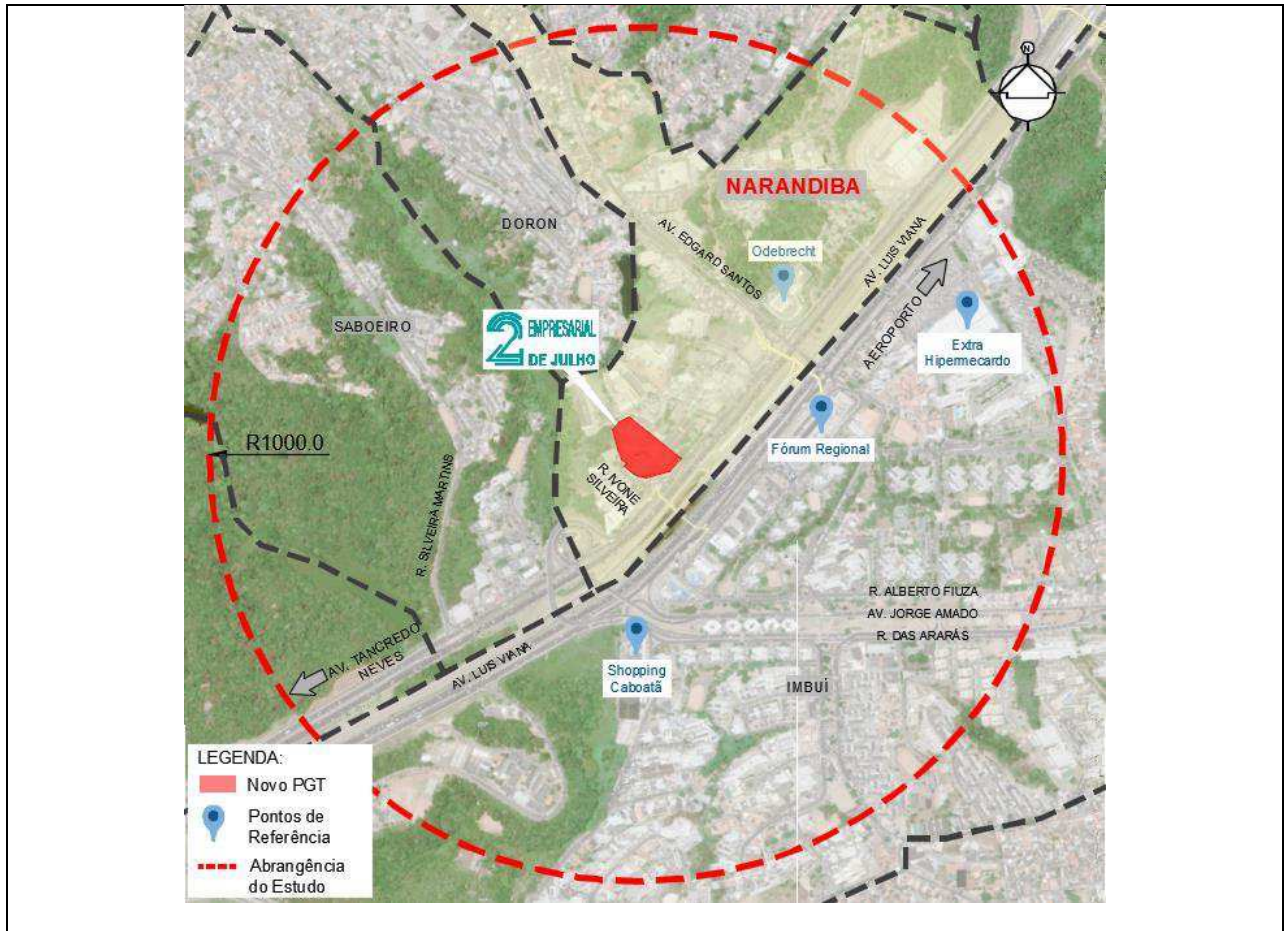 N
NARANDIBA
DORON
AV. EDGARD SANTOS
Odebrecht
AV. LUIS VIANA
AEROPORTO
SABOEIRO
2 EMPRESARIAL
DE JULHO
Extra
Hipermecardo
Fórum Regional
R1000.0
R. IVONE
SILVEIRA
R. SILVEIRA MARTINS
R. ALBERTO FIUZA
AV. JORGE AMADO
R. DAS ARARÁS
AV. TANCREDO
NEVES
AV. LUIS VIANA
Shopping
Caboatã
IMBUÍ
LEGENDA:
Novo PGT
Pontos de
Referência
Abrangência
do Estudo